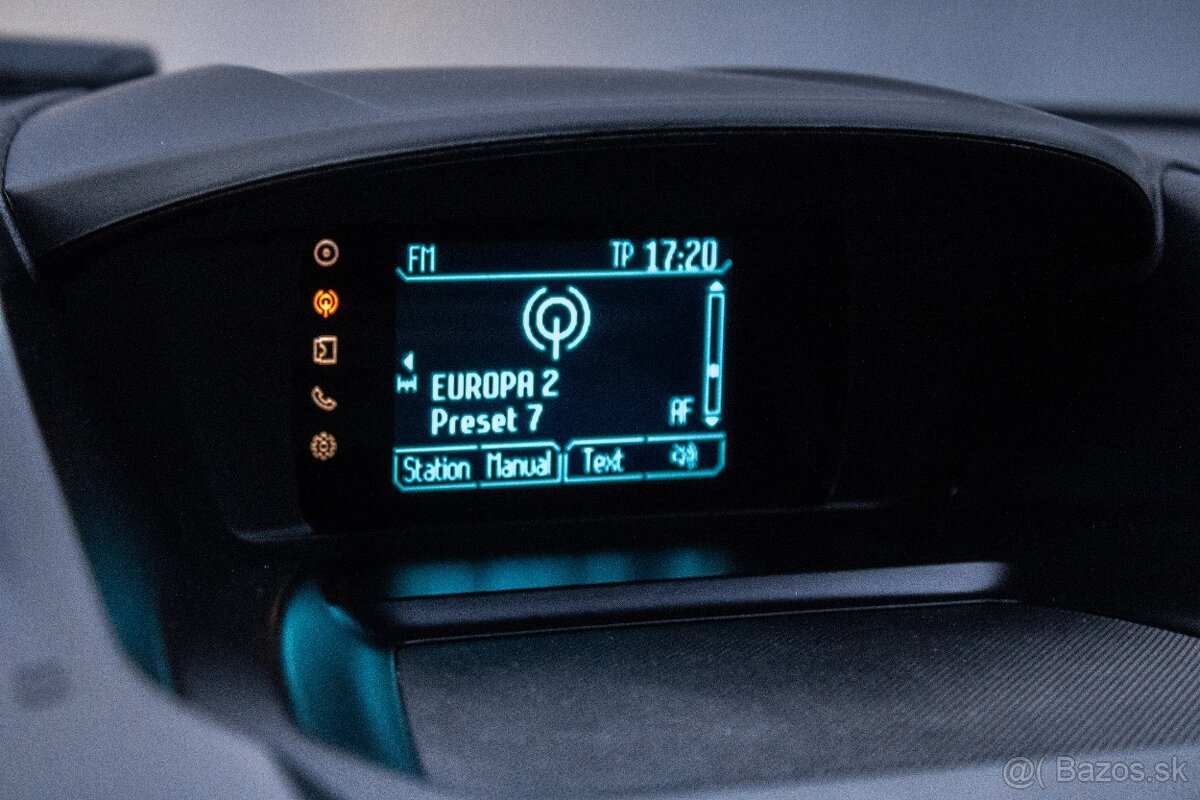 FM TP 17:20
EUROPA 2
Preset 7 AF
Station Manual Text
@( Bazos.sk